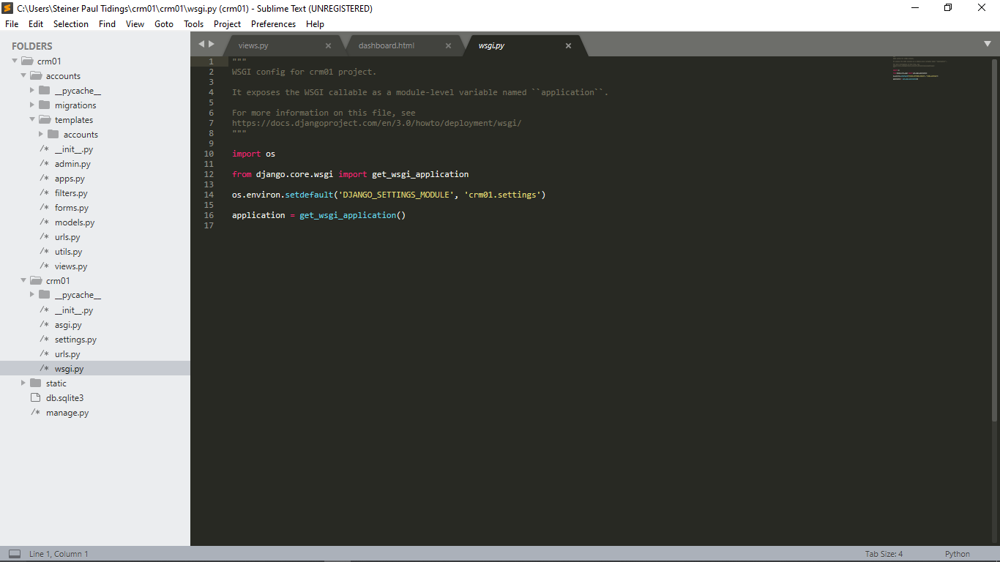 C:\Users\Steiner Paul Tidings\crm01\crm01\wsgi.py (crm01) - Sublime Text (UNREGISTERED)
File Edit Selection Find View Goto Tools Project Preferences Help
FOLDERS
crm01
accounts
__pycache__
migrations
templates
accounts
/* __init__.py
/* admin.py
/* apps.py
/* filters.py
/* forms.py
/* models.py
/* urls.py
/* utils.py
/* views.py
crm01
__pycache__
/* __init__.py
/* asgi.py
/* settings.py
/* urls.py
/* wsgi.py
static
db.sqlite3
/* manage.py
views.py dashboard.html wsgi.py
1 """
2 WSGI config for crm01 project.
3
4 It exposes the WSGI callable as a module-level variable named ``application``.
5
6 For more information on this file, see
7 https://docs.djangoproject.com/en/3.0/howto/deployment/wsgi/
8 """
9
10 import os
11
12 from django.core.wsgi import get_wsgi_application
13
14 os.environ.setdefault('DJANGO_SETTINGS_MODULE', 'crm01.settings')
15
16 application = get_wsgi_application()
17
Line 1, Column 1 Tab Size: 4 Python